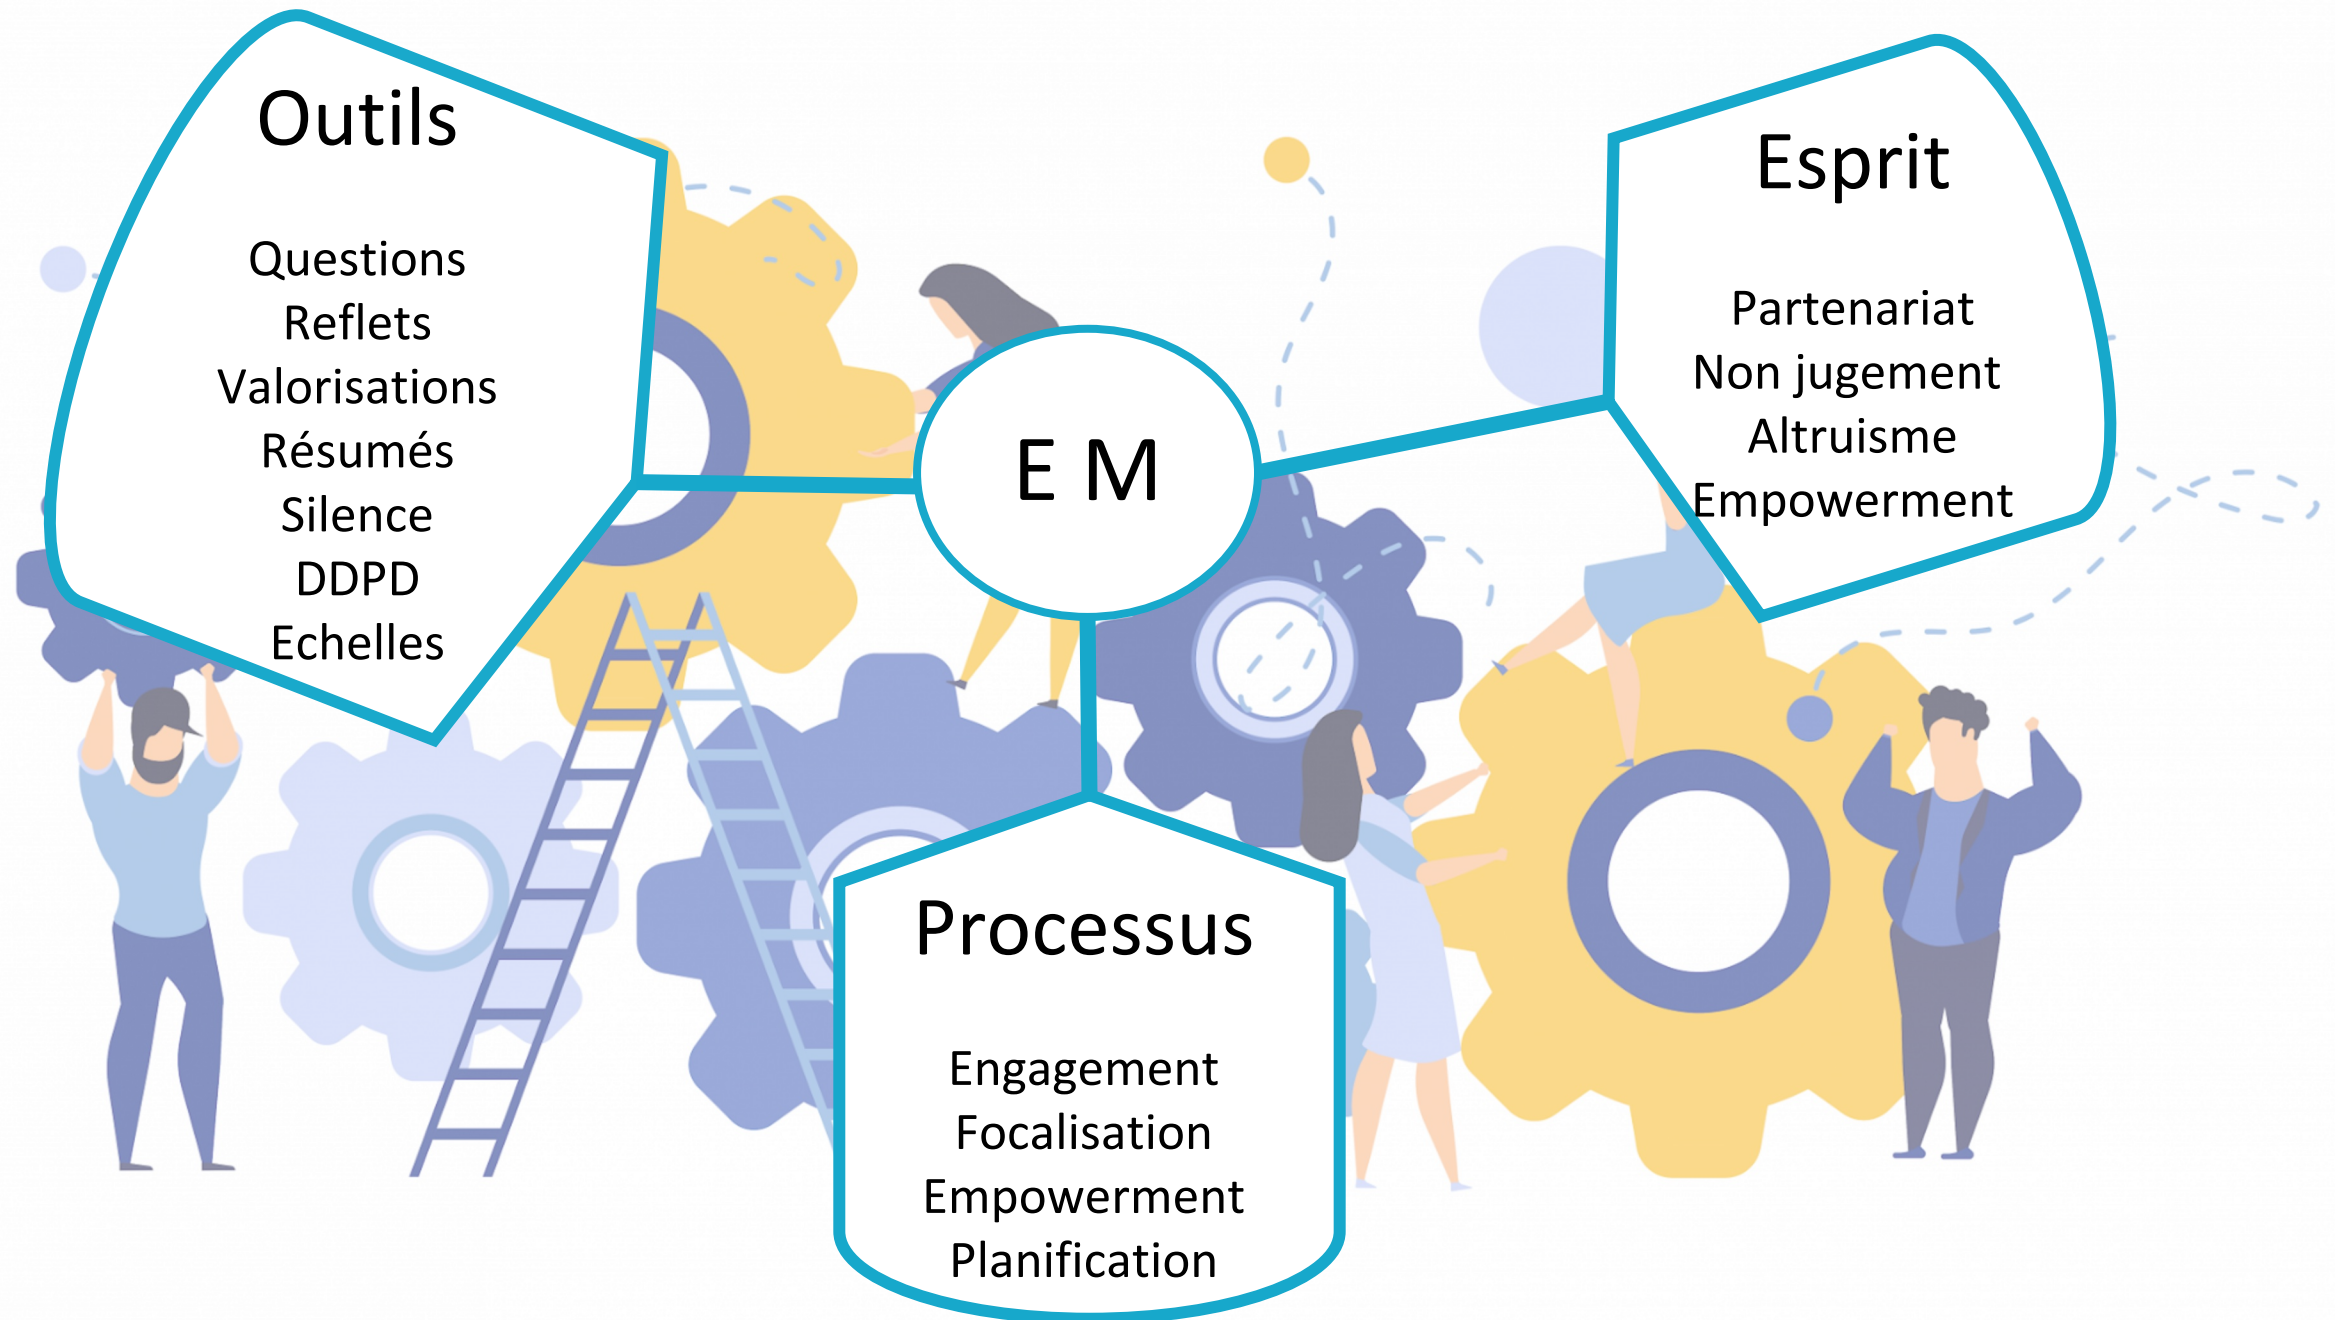 Outils
Questions
Reflets
Valorisations
Résumés
Silence
DDPD
Echelles
E M
Esprit
Partenariat
Non jugement
Altruisme
Empowerment
Processus
Engagement
Focalisation
Empowerment
Planification